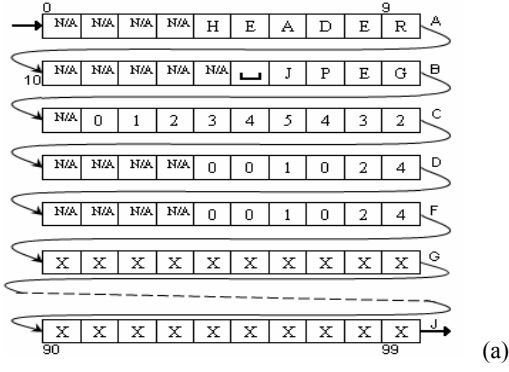 0 9
N/A N/A N/A N/A H E A D E R A
10 N/A N/A N/A N/A N/A ⎵ J P E G B
N/A 0 1 2 3 4 5 4 3 2 C
N/A N/A N/A N/A 0 0 1 0 2 4 D
N/A N/A N/A N/A 0 0 1 0 2 4 F
X X X X X X X X X X G
X X X X X X X X X X J
90 99
(a)